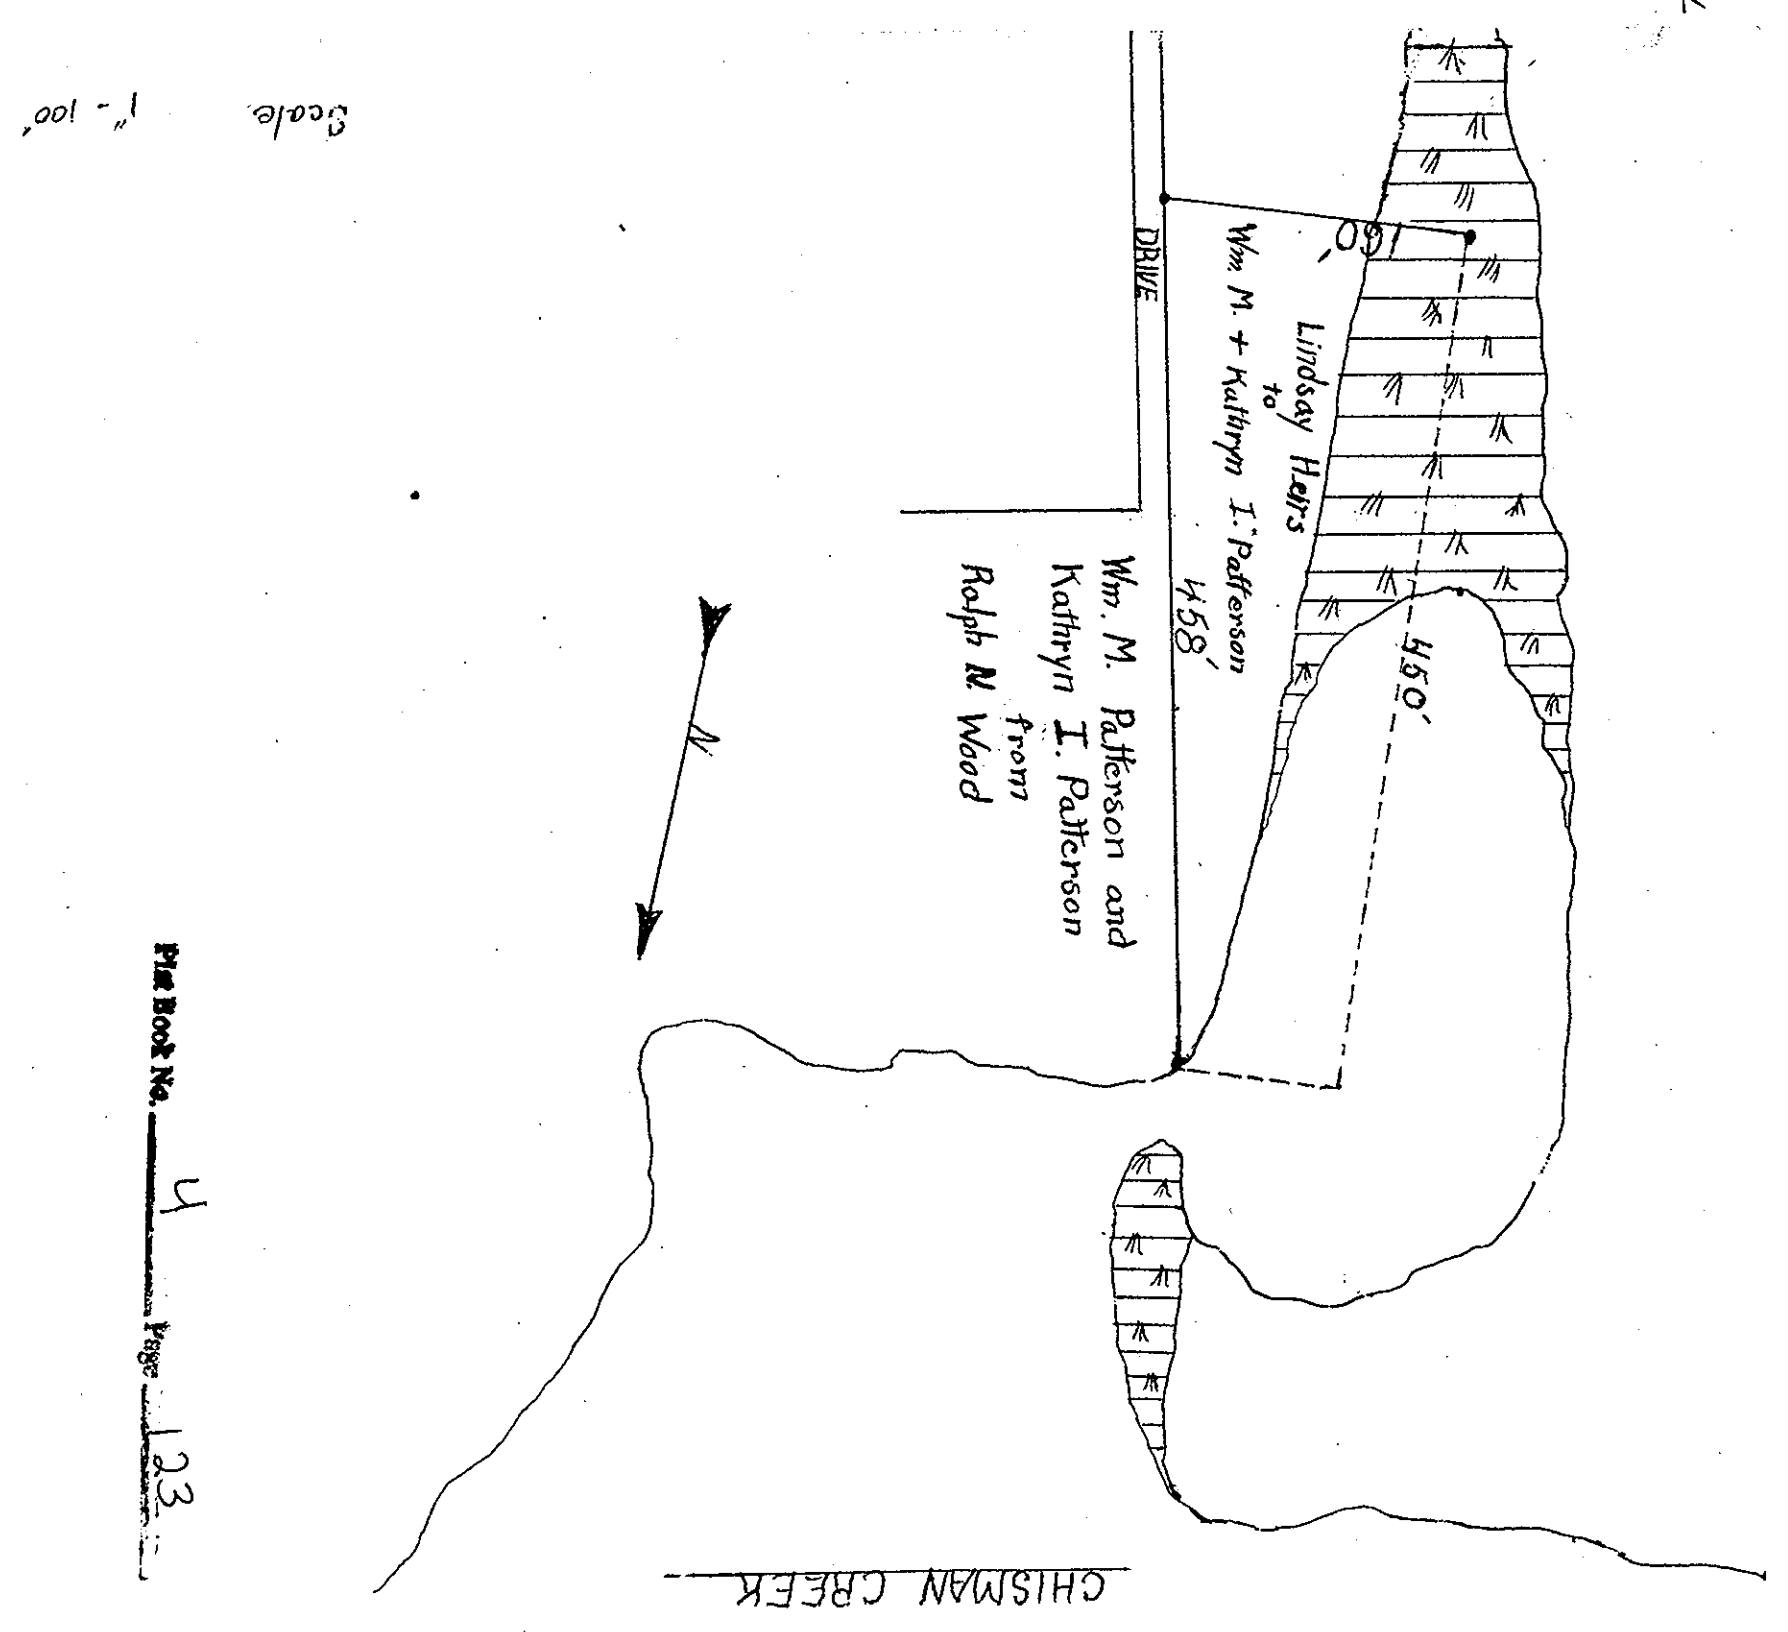 Scale 1" - 100'
DRIVE
160'
Lindsay Heirs
to
Wm. M. + Kathryn I. Patterson
458'
450'
Wm. M. Patterson and
Kathryn I. Patterson
from
Ralph N. Wood
N
CHISMAN CREEK
Plat Book No. 4 Page 123